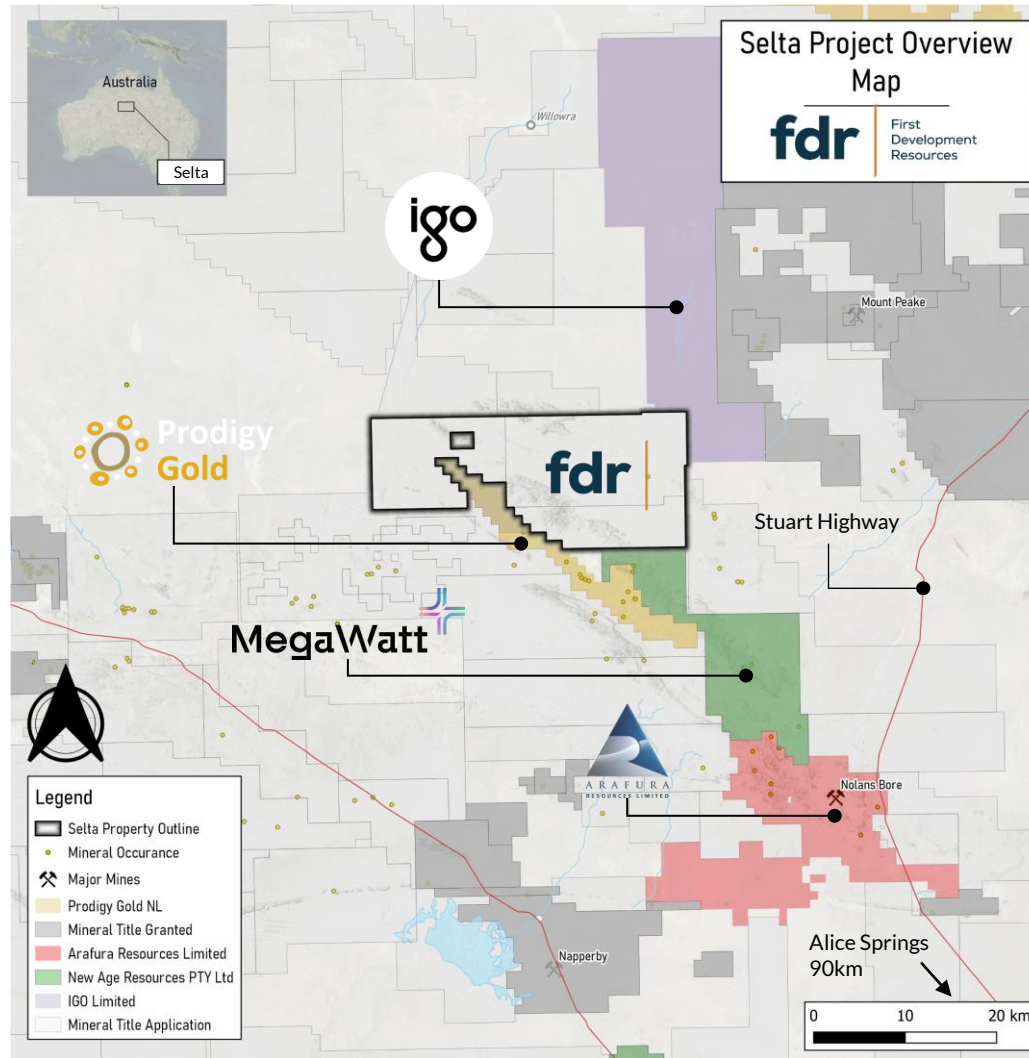 Selta Project Overview
Map
fdr
First
Development
Resources
Australia
Selta
Willowra
igo
Mount Peake
Prodigy
Gold
fdr
Stuart Highway
MegaWatt
ARAFURA
RESOURCES LIMITED
Nolans Bore
Legend
Selta Property Outline
Mineral Occurance
Major Mines
Prodigy Gold NL
Mineral Title Granted
Arafura Resources Limited
New Age Resources PTY Ltd
IGO Limited
Mineral Title Application
Napperby
Alice Springs
90km
0 10 20 km